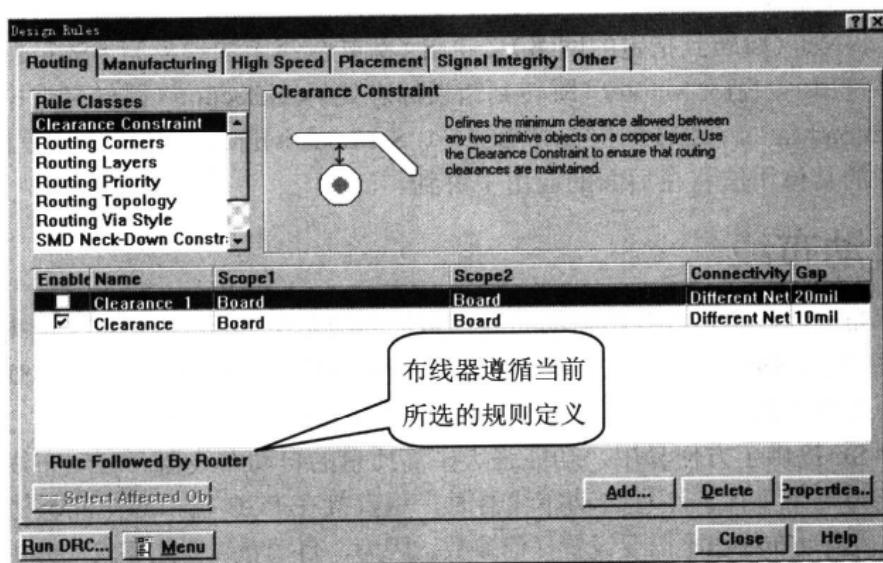 Design Rules
Routing Manufacturing High Speed Placement Signal Integrity Other
Rule Classes
Clearance Constraint
Routing Corners
Routing Layers
Routing Priority
Routing Topology
Routing Via Style
SMD Neck-Down Constr
Clearance Constraint
Defines the minimum clearance allowed between
any two primitive objects on a copper layer. Use
the Clearance Constraint to ensure that routing
clearances are maintained.
Enable Name Scope1 Scope2 Connectivity Gap
Clearance_1 Board Board Different Net 20mil
Clearance Board Board Different Net 10mil
布线器遵循当前
所选的规则定义
Rule Followed By Router
Select Affected Obj
Add... Delete Properties..
Run DRC... Menu Close Help